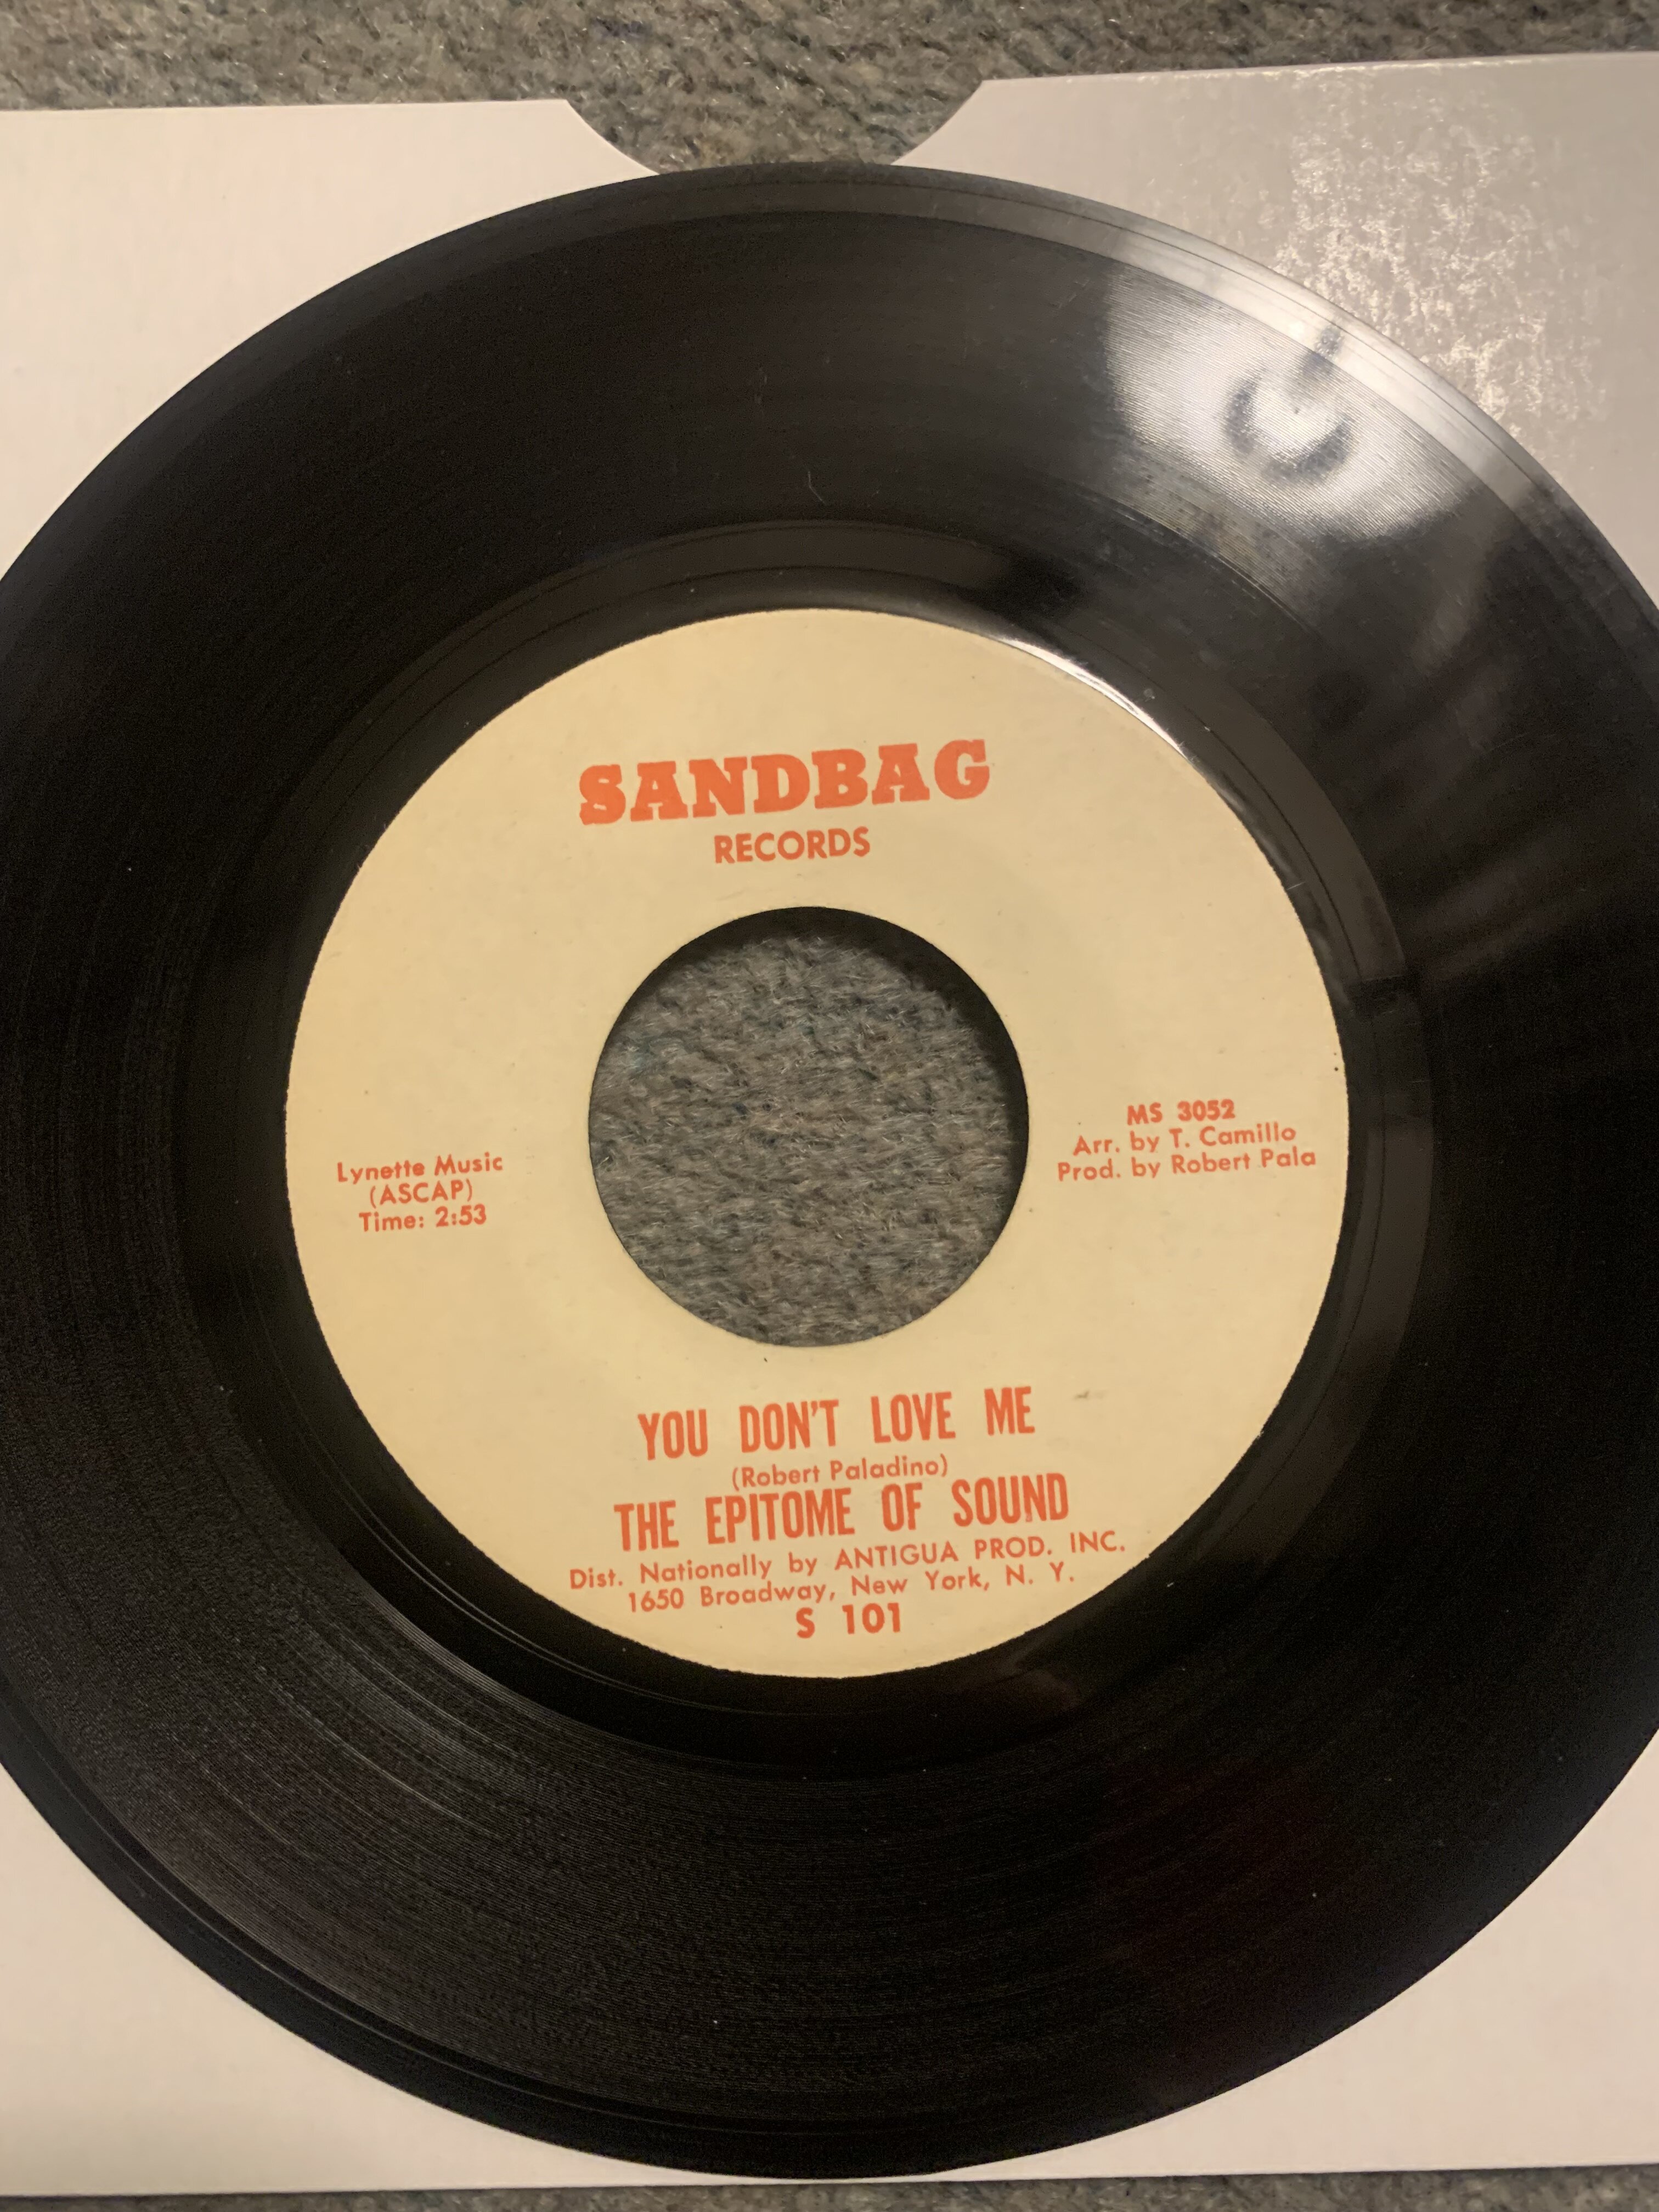 SANDBAG
RECORDS
Lynette Music
(ASCAP)
Time: 2:53
MS 3052
Arr. by T. Camillo
Prod. by Robert Pala
YOU DON'T LOVE ME
(Robert Paladino)
THE EPITOME OF SOUND
Dist. Nationally by ANTIGUA PROD. INC.
1650 Broadway, New York, N. Y.
S 101